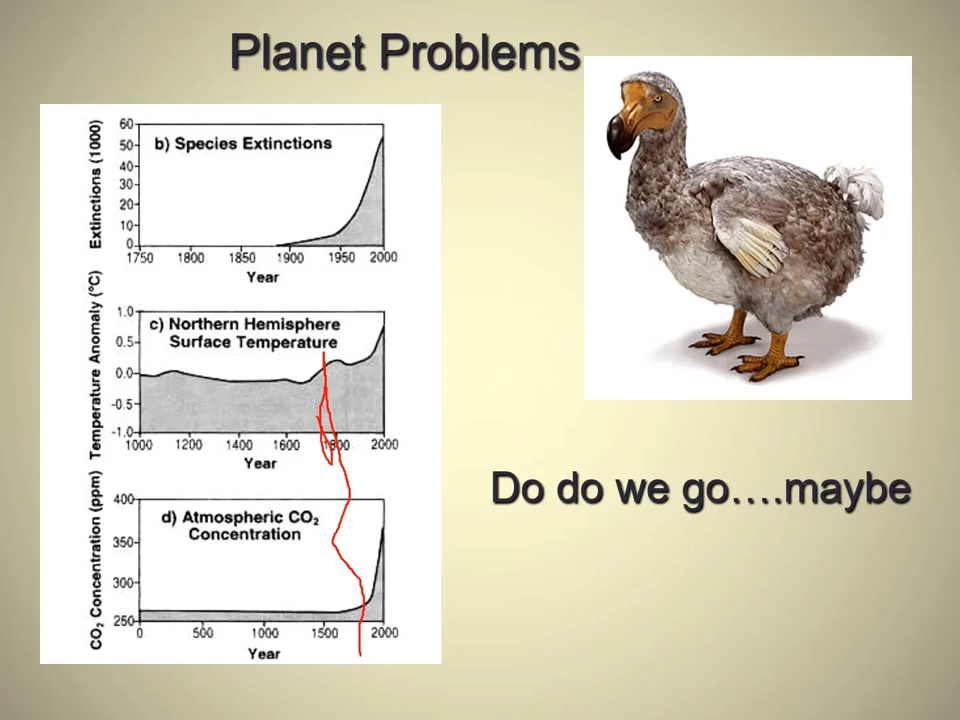 Planet Problems
Extinctions (1000)
b) Species Extinctions
60
50
40
30
20
10
0
1750 1800 1850 1900 1950 2000
Year
Temperature Anomaly (°C)
c) Northern Hemisphere
Surface Temperature
1.0
0.5
0.0
-0.5
-1.0
1000 1200 1400 1600 1800 2000
Year
CO₂ Concentration (ppm)
d) Atmospheric CO₂
Concentration
400
350
300
250
0 500 1000 1500 2000
Year
Do do we go….maybe